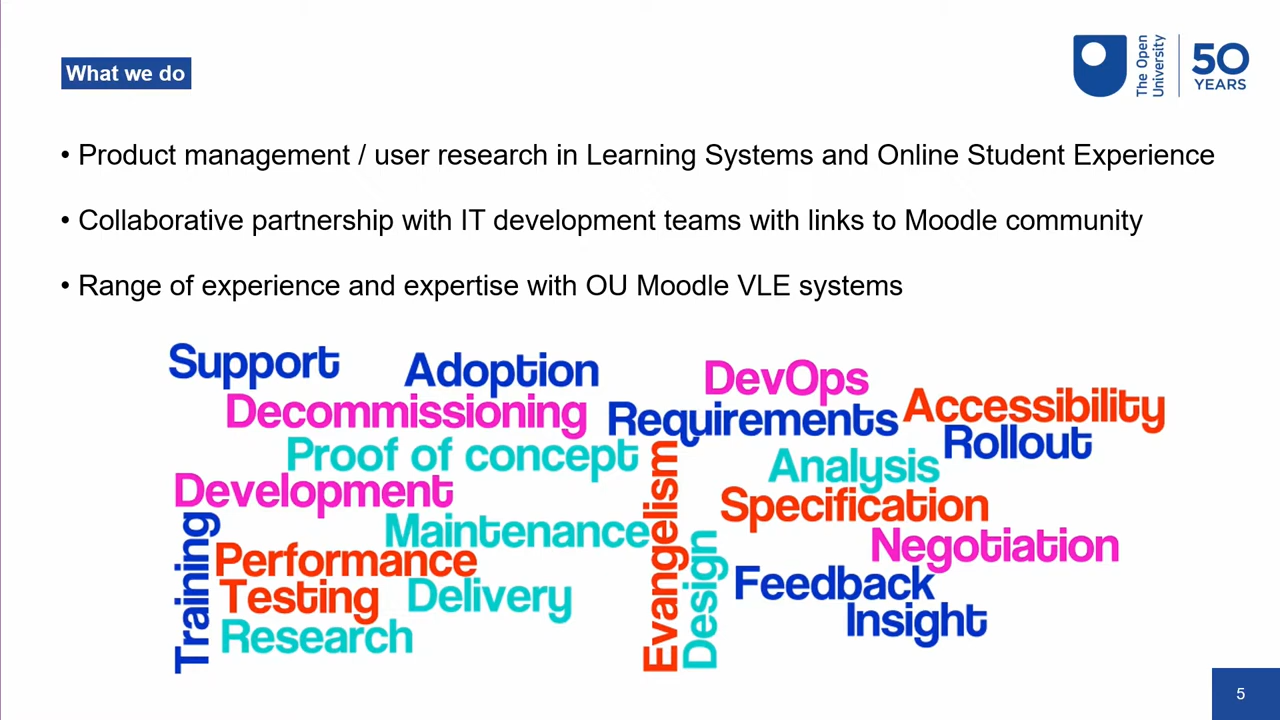 What we do
The Open
University
50
YEARS
• Product management / user research in Learning Systems and Online Student Experience
• Collaborative partnership with IT development teams with links to Moodle community
• Range of experience and expertise with OU Moodle VLE systems
Support
Adoption
DevOps
Decommissioning
Requirements
Accessibility
Rollout
Proof of concept
Analysis
Development
Specification
Maintenance
Negotiation
Training
Performance
Evangelism
Design
Feedback
Testing
Delivery
Insight
Research
5